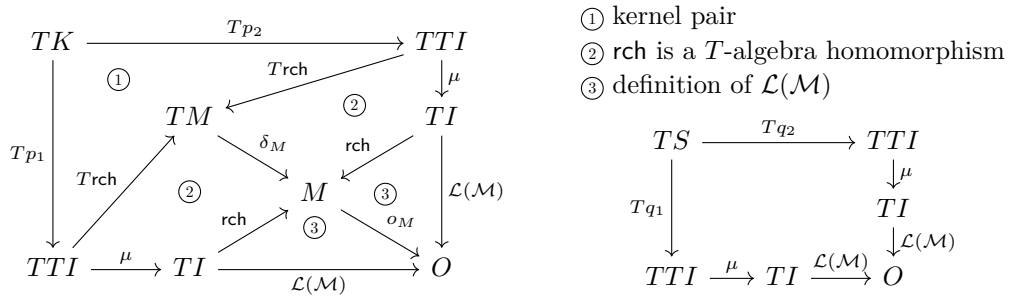 TK Tp₂ TTI
① Trch μ
② TI
TM
Tp₁ δ_M rch
Trch ② M ③ ℒ(ℳ)
rch ③ o_M
TTI μ TI ℒ(ℳ) O
① kernel pair
② rch is a T-algebra homomorphism
③ definition of ℒ(ℳ)
TS Tq₂ TTI
μ
Tq₁ TI
ℒ(ℳ)
TTI μ TI ℒ(ℳ) O